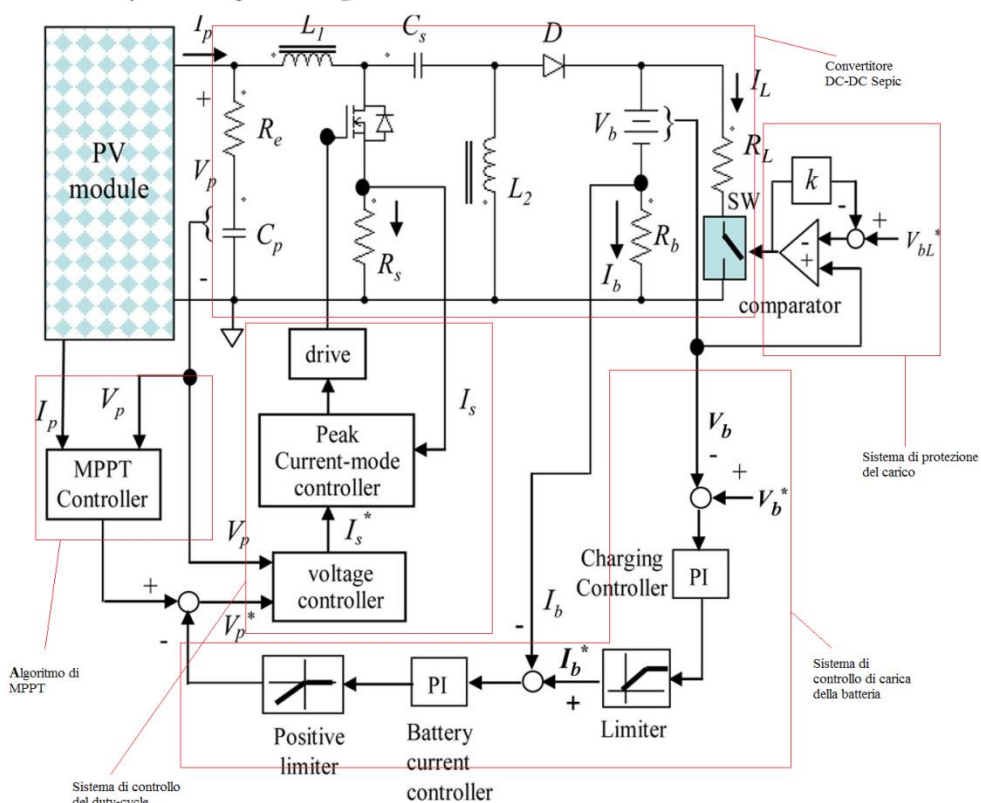 I_p
L_1
C_s
D
Convertitore
DC-DC Sepic
I_L
+
R_e
V_b
R_L
PV
module
V_p
L_2
SW
k
-
+
V_bL*
C_p
R_s
R_b
I_b
-
+
-
comparator
drive
I_p
V_p
I_s
Peak
Current-mode
controller
V_b
-
+
V_b*
Sistema di protezione
del carico
MPPT
Controller
I_s*
V_p
voltage
controller
Charging
Controller
PI
+
-
V_p*
I_b
-
I_b*
+
Algoritmo di
MPPT
PI
Sistema di
controllo di carica
della batteria
Positive
limiter
Battery
current
controller
Limiter
Sistema di controllo
del duty-cycle